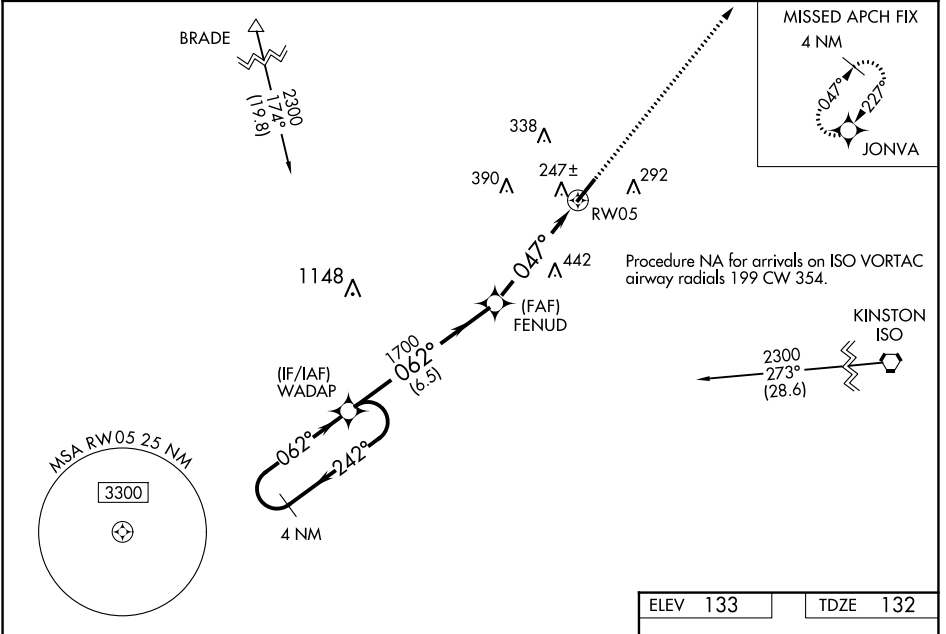 MISSED APCH FIX
4 NM
047°
227°
JONVA
BRADE
2300
174°
(19.8)
338
390
247±
292
RW05
047°
442
Procedure NA for arrivals on ISO VORTAC
airway radials 199 CW 354.
1148
(FAF)
FENUD
KINSTON
ISO
2300
273°
(28.6)
1700
062°
(6.5)
(IF/IAF)
WADAP
062°
242°
4 NM
MSA RW05 25 NM
3300
ELEV 133
TDZE 132